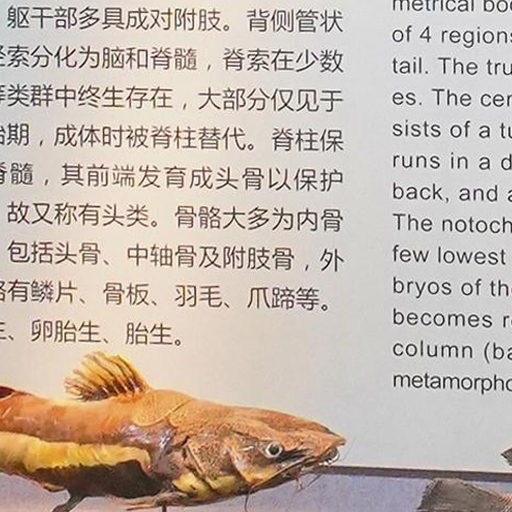 躯干部多具成对附肢。背侧管状
索分化为脑和脊髓，脊索在少数
类群中终生存在，大部分仅见于
期，成体时被脊柱替代。脊柱保
脊髓，其前端发育成头骨以保护
故又称有头类。骨骼大多为内骨
包括头骨、中轴骨及附肢骨，外
骼有鳞片、骨板、羽毛、爪蹄等。
、卵胎生、胎生。
metrical bo
of 4 regions
tail. The tru
es. The cer
sists of a tu
runs in a d
back, and a
The notoch
few lowest
bryos of th
becomes r
column (ba
metamorpho